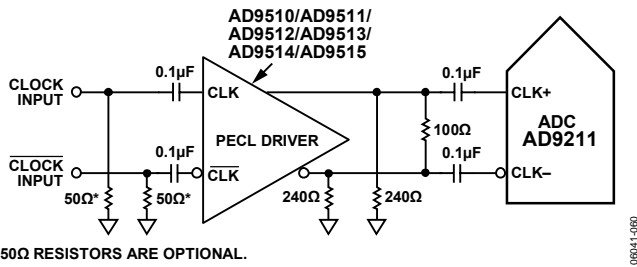 AD9510/AD9511/
AD9512/AD9513/
AD9514/AD9515
CLOCK
INPUT
0.1µF
CLK
PECL DRIVER
0.1µF
CLK+
ADC
AD9211
100Ω
CLOCK
INPUT
0.1µF
CLK
0.1µF
CLK–
50Ω*
50Ω*
240Ω
240Ω
50Ω RESISTORS ARE OPTIONAL.
06041-060